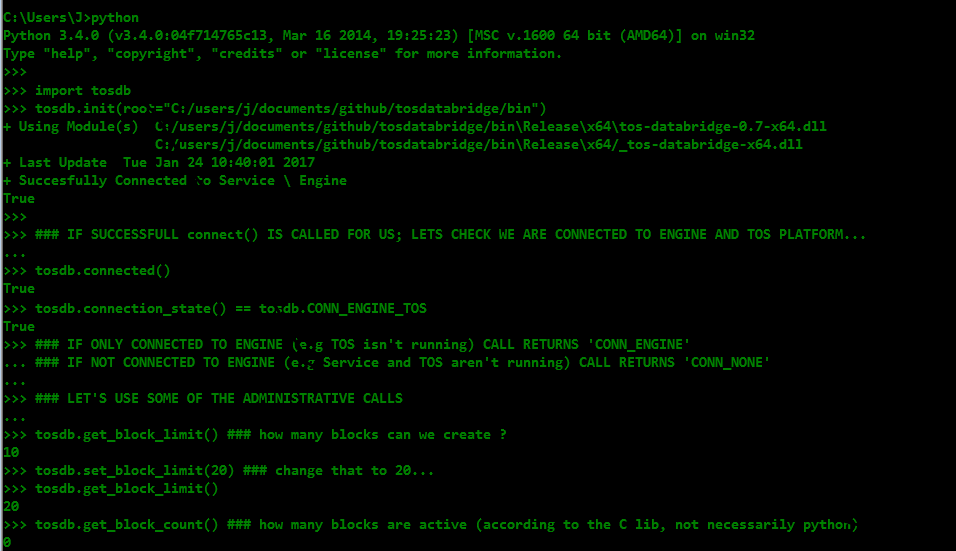 C:\Users\J>python
Python 3.4.0 (v3.4.0:04f714765c13, Mar 16 2014, 19:25:23) [MSC v.1600 64 bit (AMD64)] on win32
Type "help", "copyright", "credits" or "license" for more information.
>>>
>>> import tosdb
>>> tosdb.init(root="C:/users/j/documents/github/tosdatabridge/bin")
+ Using Module(s)  C:/users/j/documents/github/tosdatabridge/bin\Release\x64\tos-databridge-0.7-x64.dll
                   C:/users/j/documents/github/tosdatabridge/bin\Release\x64/_tos-databridge-x64.dll
+ Last Update  Tue Jan 24 10:40:01 2017
+ Succesfully Connected to Service \ Engine
True
>>>
>>> ### IF SUCCESSFULL connect() IS CALLED FOR US; LETS CHECK WE ARE CONNECTED TO ENGINE AND TOS PLATFORM...
...
>>> tosdb.connected()
True
>>> tosdb.connection_state() == tosdb.CONN_ENGINE_TOS
True
>>> ### IF ONLY CONNECTED TO ENGINE (e.g TOS isn't running) CALL RETURNS 'CONN_ENGINE'
... ### IF NOT CONNECTED TO ENGINE (e.g Service and TOS aren't running) CALL RETURNS 'CONN_NONE'
...
>>> ### LET'S USE SOME OF THE ADMINISTRATIVE CALLS
...
>>> tosdb.get_block_limit() ### how many blocks can we create ?
10
>>> tosdb.set_block_limit(20) ### change that to 20...
>>> tosdb.get_block_limit()
20
>>> tosdb.get_block_count() ### how many blocks are active (according to the C lib, not necessarily python)
0